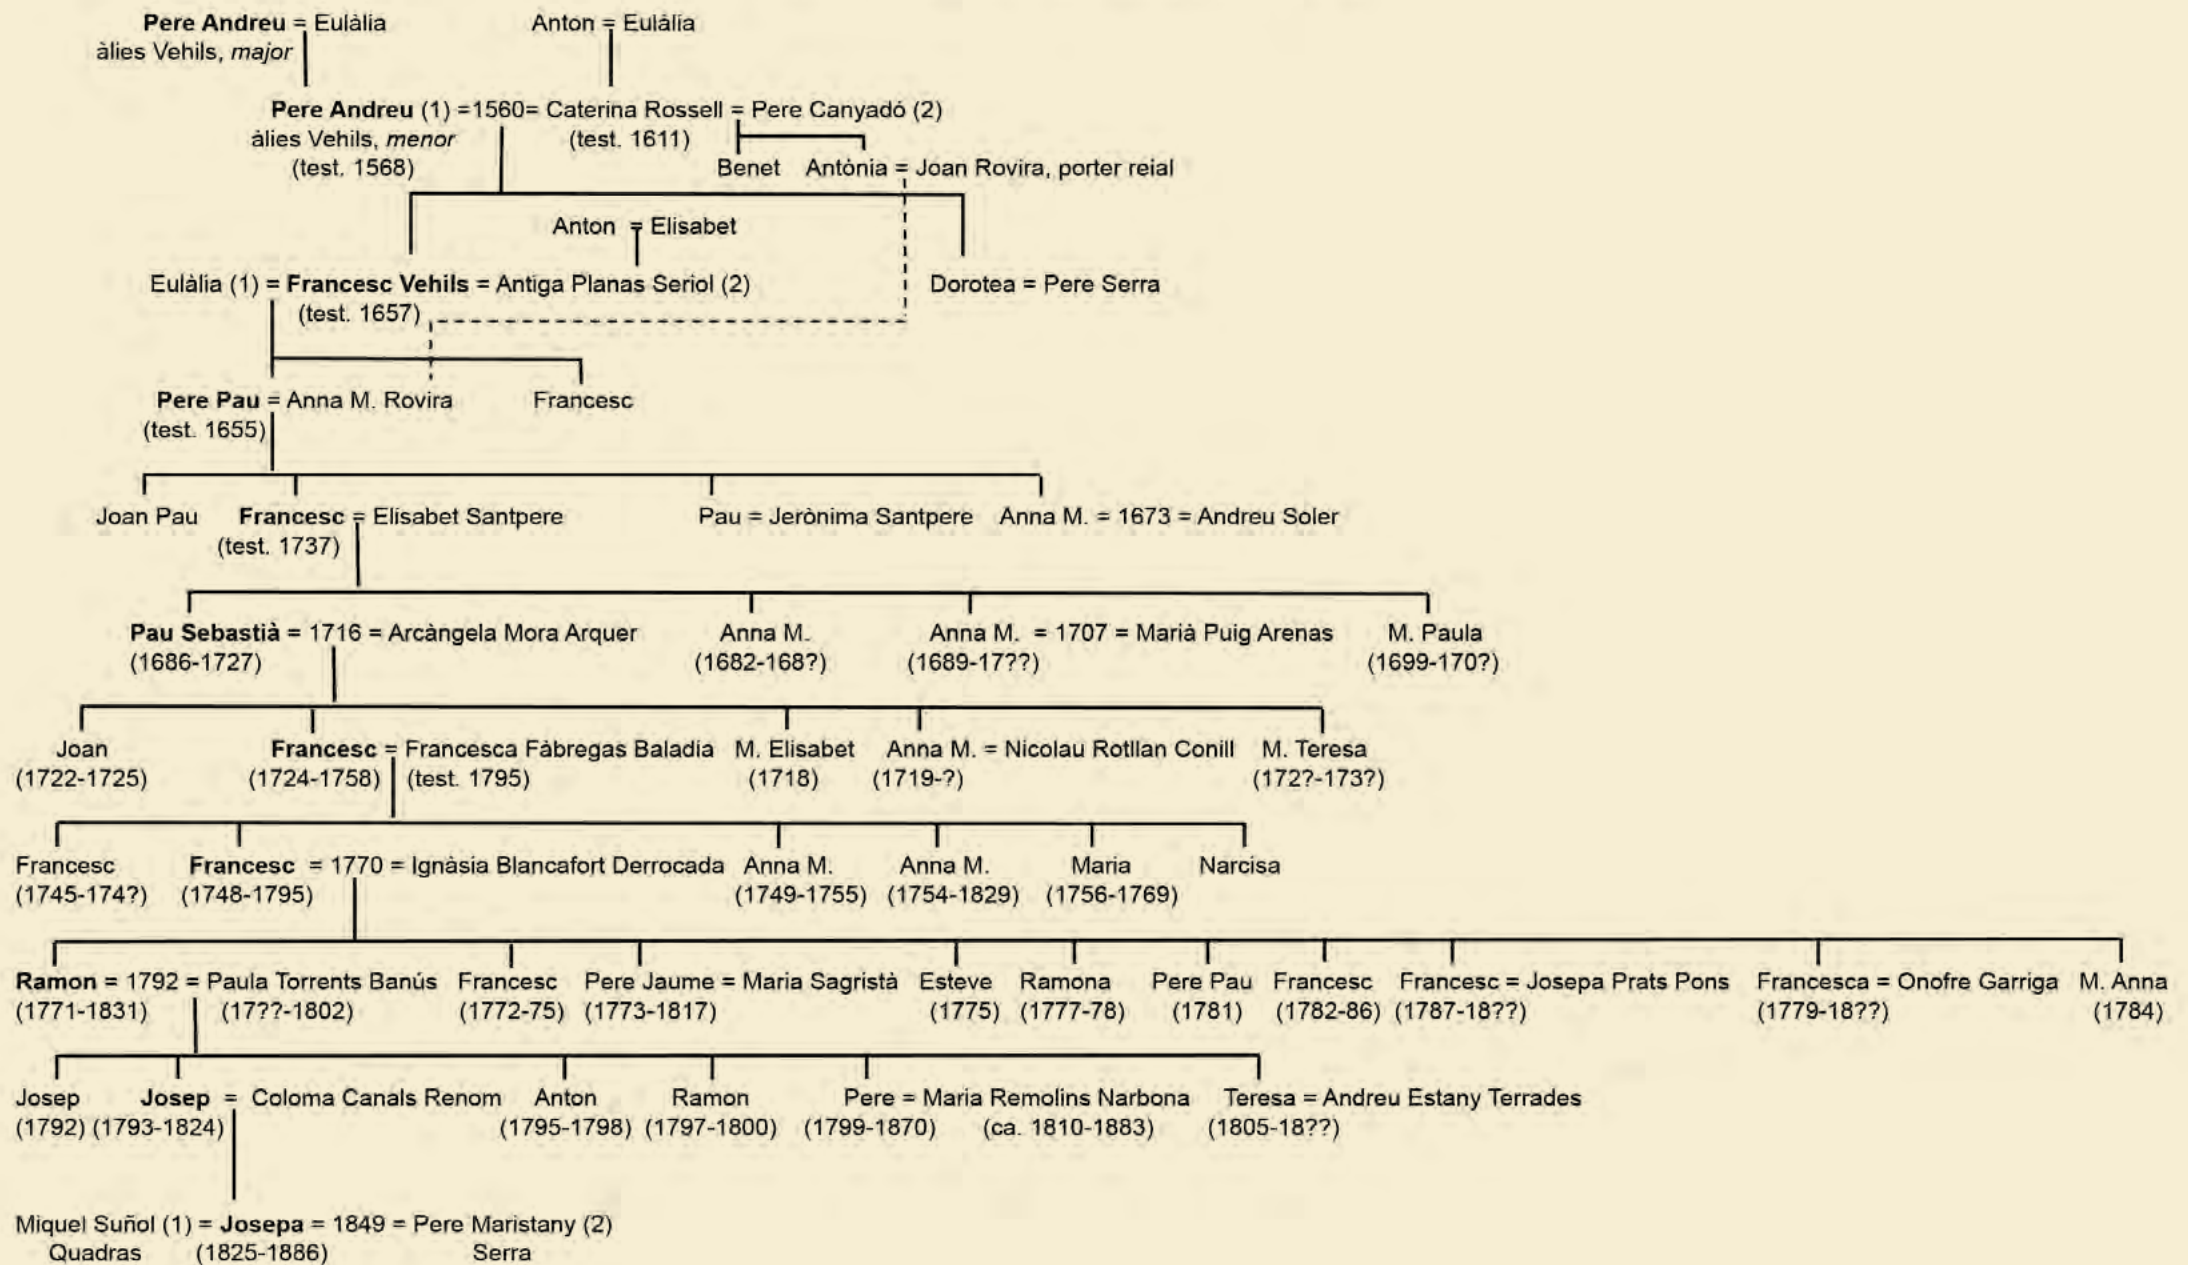 Pere Andreu = Eulàlia Anton = Eulàlia
àlies Vehils, major
Pere Andreu (1) =1560= Caterina Rossell = Pere Canyadó (2)
àlies Vehils, menor (test. 1611)
(test. 1568) Benet Antònia = Joan Rovira, porter reial
Anton = Elisabet
Eulàlia (1) = Francesc Vehils = Antiga Planas Seriol (2) Dorotea = Pere Serra
(test. 1657)
Pere Pau = Anna M. Rovira Francesc
(test. 1655)
Joan Pau Francesc = Elisabet Santpere Pau = Jerònima Santpere Anna M. = 1673 = Andreu Soler
(test. 1737)
Pau Sebastià = 1716 = Arcàngela Mora Arquer Anna M. Anna M. = 1707 = Marià Puig Arenas M. Paula
(1686-1727) (1682-168?) (1689-17??) (1699-170?)
Joan Francesc = Francesca Fàbregas Baladia M. Elisabet Anna M. = Nicolau Rotllan Conill M. Teresa
(1722-1725) (1724-1758) (test. 1795) (1718) (1719-?) (172?-173?)
Francesc Francesc = 1770 = Ignàsia Blancafort Derrocada Anna M. Anna M. Maria Narcisa
(1745-174?) (1748-1795) (1749-1755) (1754-1829) (1756-1769)
Ramon = 1792 = Paula Torrents Banús Francesc Pere Jaume = Maria Sagristà Esteve Ramona Pere Pau Francesc Francesc = Josepa Prats Pons Francesca = Onofre Garriga M. Anna
(1771-1831) (17??-1802) (1772-75) (1773-1817) (1775) (1777-78) (1781) (1782-86) (1787-18??) (1779-18??) (1784)
Josep Josep = Coloma Canals Renom Anton Ramon Pere = Maria Remolins Narbona Teresa = Andreu Estany Terrades
(1792) (1793-1824) (1795-1798) (1797-1800) (1799-1870) (ca. 1810-1883) (1805-18??)
Miquel Suñol (1) = Josepa = 1849 = Pere Maristany (2)
Quadras (1825-1886) Serra